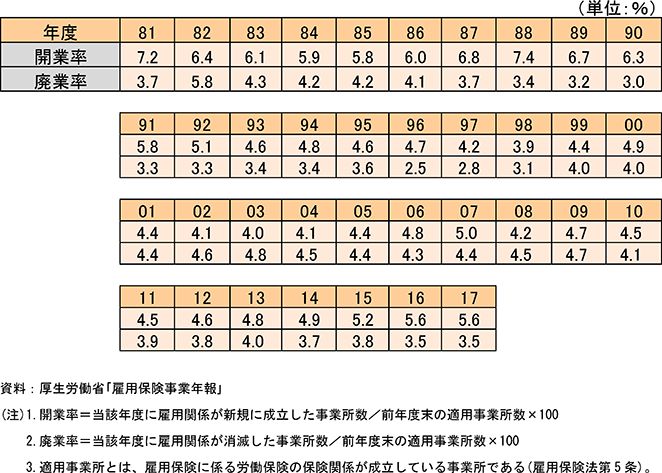 （単位：％）
年度 81 82 83 84 85 86 87 88 89 90
開業率 7.2 6.4 6.1 5.9 5.8 6.0 6.8 7.4 6.7 6.3
廃業率 3.7 5.8 4.3 4.2 4.2 4.1 3.7 3.4 3.2 3.0
91 92 93 94 95 96 97 98 99 00
5.8 5.1 4.6 4.8 4.6 4.7 4.2 3.9 4.4 4.9
3.3 3.3 3.4 3.4 3.6 2.5 2.8 3.1 4.0 4.0
01 02 03 04 05 06 07 08 09 10
4.4 4.1 4.0 4.1 4.4 4.8 5.0 4.2 4.7 4.5
4.4 4.6 4.8 4.5 4.4 4.3 4.4 4.5 4.7 4.1
11 12 13 14 15 16 17
4.5 4.6 4.8 4.9 5.2 5.6 5.6
3.9 3.8 4.0 3.7 3.8 3.5 3.5
資料：厚生労働省「雇用保険事業年報」
（注）1. 開業率＝当該年度に雇用関係が新規に成立した事業所数／前年度末の適用事業所数×100
2. 廃業率＝当該年度に雇用関係が消滅した事業所数／前年度末の適用事業所数×100
3. 適用事業所とは、雇用保険に係る労働保険の保険関係が成立している事業所である（雇用保険法第５条）。